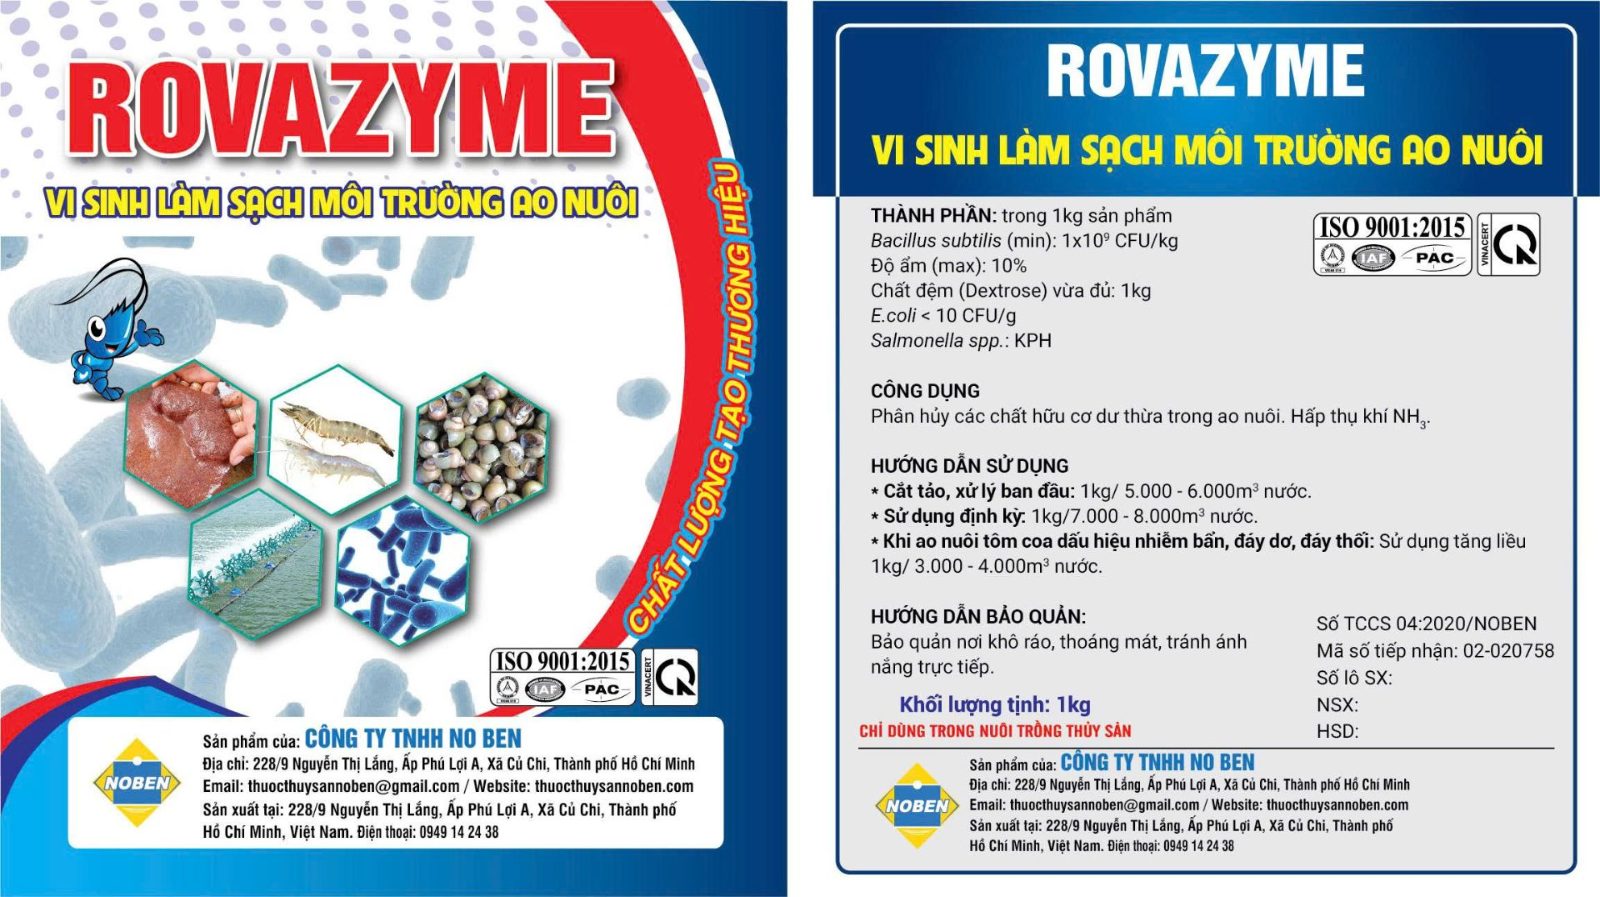 ROVAZYME
VI SINH LÀM SẠCH MÔI TRƯỜNG AO NUÔI
CHẤT LƯỢNG TẠO THƯƠNG HIỆU
ISO 9001:2015
IAF
PAC
VINACERT
NOBEN
Sản phẩm của: CÔNG TY TNHH NO BEN
Địa chỉ: 228/9 Nguyễn Thị Lắng, Ấp Phú Lợi A, Xã Củ Chi, Thành phố Hồ Chí Minh
Email: thuocthuysannoben@gmail.com / Website: thuocthuysannoben.com
Sản xuất tại: 228/9 Nguyễn Thị Lắng, Ấp Phú Lợi A, Xã Củ Chi, Thành phố
Hồ Chí Minh, Việt Nam. Điện thoại: 0949 14 24 38
ROVAZYME
VI SINH LÀM SẠCH MÔI TRƯỜNG AO NUÔI
THÀNH PHẦN: trong 1kg sản phẩm
Bacillus subtilis (min): 1x10⁹ CFU/kg
Độ ẩm (max): 10%
Chất đệm (Dextrose) vừa đủ: 1kg
E.coli < 10 CFU/g
Salmonella spp.: KPH
ISO 9001:2015
IAF
PAC
VINACERT
CÔNG DỤNG
Phân hủy các chất hữu cơ dư thừa trong ao nuôi. Hấp thụ khí NH₃.
HƯỚNG DẪN SỬ DỤNG
* Cắt tảo, xử lý ban đầu: 1kg/ 5.000 - 6.000m³ nước.
* Sử dụng định kỳ: 1kg/7.000 - 8.000m³ nước.
* Khi ao nuôi tôm coa dấu hiệu nhiễm bẩn, đáy dơ, đáy thối: Sử dụng tăng liều
1kg/ 3.000 - 4.000m³ nước.
HƯỚNG DẪN BẢO QUẢN:
Bảo quản nơi khô ráo, thoáng mát, tránh ánh
nắng trực tiếp.
Khối lượng tịnh: 1kg
CHỈ DÙNG TRONG NUÔI TRỒNG THỦY SẢN
Số TCCS 04:2020/NOBEN
Mã số tiếp nhận: 02-020758
Số lô SX:
NSX:
HSD:
NOBEN
Sản phẩm của: CÔNG TY TNHH NO BEN
Địa chỉ: 228/9 Nguyễn Thị Lắng, Ấp Phú Lợi A, Xã Củ Chi, Thành phố Hồ Chí Minh
Email: thuocthuysannoben@gmail.com / Website: thuocthuysannoben.com
Sản xuất tại: 228/9 Nguyễn Thị Lắng, Ấp Phú Lợi A, Xã Củ Chi, Thành phố
Hồ Chí Minh, Việt Nam. Điện thoại: 0949 14 24 38